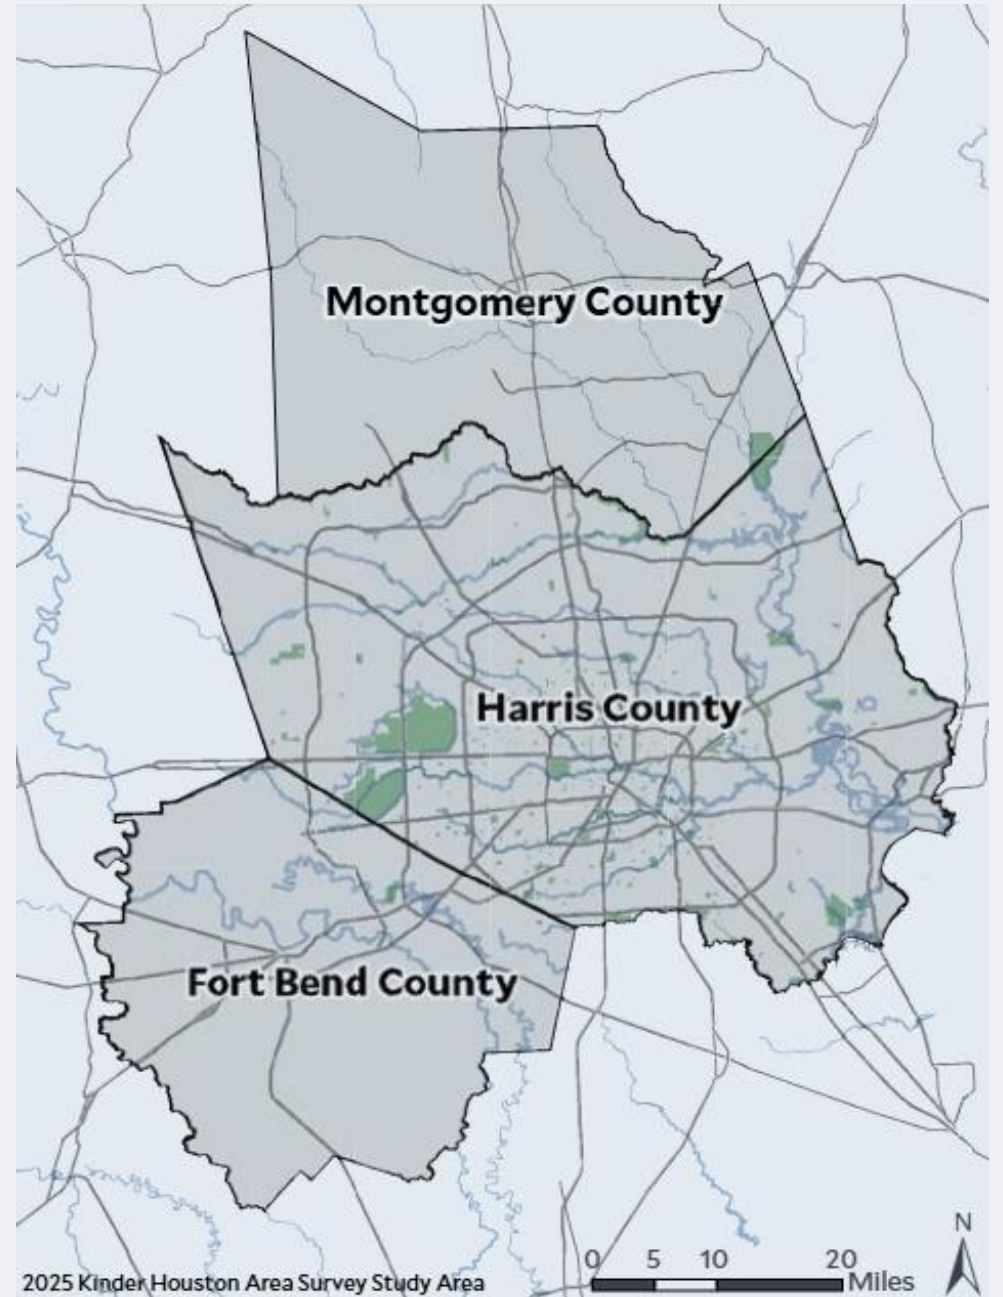 Montgomery County
Harris County
Fort Bend County
N
0 5 10 20
Miles
2025 Kinder Houston Area Survey Study Area